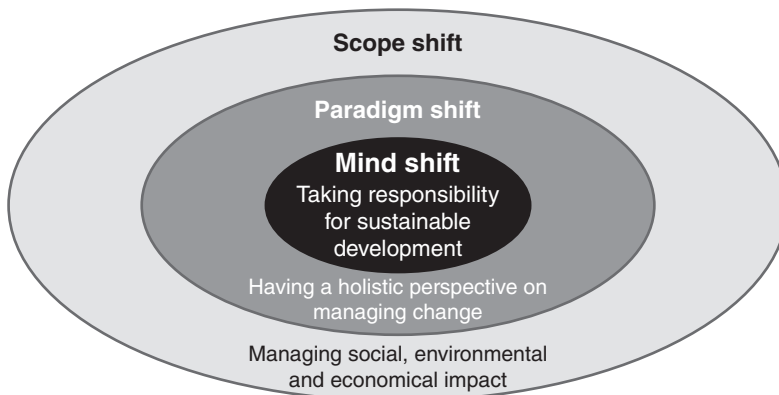 Scope shift
Paradigm shift
Mind shift
Taking responsibility
for sustainable
development
Having a holistic perspective on
managing change
Managing social, environmental
and economical impact